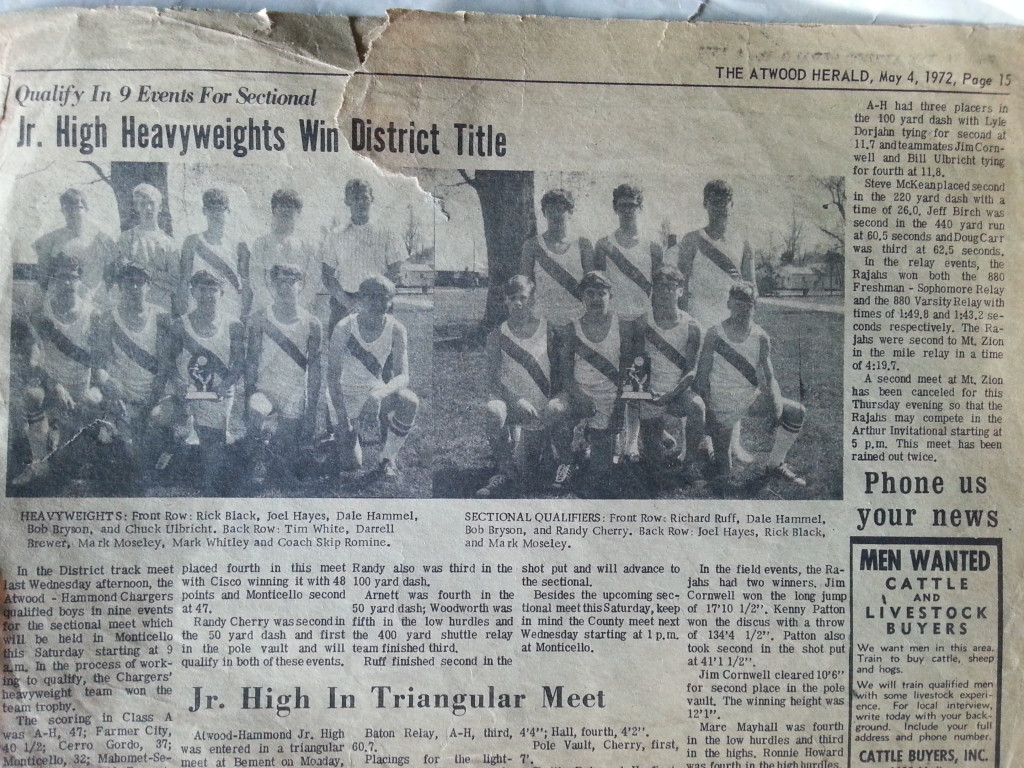 THE ATWOOD HERALD, May 4, 1972, Page 15
Qualify In 9 Events For Sectional
Jr. High Heavyweights Win District Title
HEAVYWEIGHTS: Front Row: Rick Black, Joel Hayes, Dale Hammel,
Bob Bryson, and Chuck Ulbricht. Back Row: Tim White, Darrell
Brewer, Mark Moseley, Mark Whitley and Coach Skip Romine.
SECTIONAL QUALIFIERS: Front Row: Richard Ruff, Dale Hammel,
Bob Bryson, and Randy Cherry. Back Row: Joel Hayes, Rick Black,
and Mark Moseley.
In the District track meet
last Wednesday afternoon, the
Atwood - Hammond Chargers
qualified boys in nine events
for the sectional meet which
will be held in Monticello
this Saturday starting at 9
a.m. In the process of work-
ing to qualify, the Chargers'
heavyweight team won the
team trophy.
The scoring in Class A
was A-H, 47; Farmer City,
40 1/2; Cerro Gordo, 37;
Monticello, 32; Mahomet-Se-
placed fourth in this meet
with Cisco winning it with 48
points and Monticello second
at 47.
Randy Cherry was second in
the 50 yard dash and first
in the pole vault and will
qualify in both of these events.
Randy also was third in the
100 yard dash.
Arnett was fourth in the
50 yard dash; Woodworth was
fifth in the low hurdles and
the 400 yard shuttle relay
team finished third.
Ruff finished second in the
shot put and will advance to
the sectional.
Besides the upcoming sec-
tional meet this Saturday, keep
in mind the County meet next
Wednesday starting at 1 p.m.
at Monticello.
Jr. High In Triangular Meet
Atwood-Hammond Jr. High
was entered in a triangular
meet at Bement on Monday,
Baton Relay, A-H, third,
60.7.
Placings for the light-
4'4"; Hall, fourth, 4'2".
Pole Vault, Cherry, first,
7'.
In the field events, the Ra-
jahs had two winners. Jim
Cornwell won the long jump
of 17'10 1/2". Kenny Patton
won the discus with a throw
of 134'4 1/2". Patton also
took second in the shot put
at 41'1 1/2".
Jim Cornwell cleared 10'6"
for second place in the pole
vault. The winning height was
12'1".
Marc Mayhall was fourth
in the low hurdles and third
in the highs. Ronnie Howard
was fourth in the high hurdles.
A-H had three placers in
the 100 yard dash with Lyle
Dorjahn tying for second at
11.7 and teammates Jim Corn-
well and Bill Ulbricht tying
for fourth at 11.8.
Steve McKean placed second
in the 220 yard dash with a
time of 26.0. Jeff Birch was
second in the 440 yard run
at 60.5 seconds and Doug Carr
was third at 62.5 seconds.
In the relay events, the
Rajahs won both the 880
Freshman - Sophomore Relay
and the 880 Varsity Relay with
times of 1:49.8 and 1:43.2 se-
conds respectively. The Ra-
jahs were second to Mt. Zion
in the mile relay in a time
of 4:19.7.
A second meet at Mt. Zion
has been canceled for this
Thursday evening so that the
Rajahs may compete in the
Arthur Invitational starting at
5 p.m. This meet has been
rained out twice.
Phone us
your news
MEN WANTED
CATTLE
AND
LIVESTOCK
BUYERS
We want men in this area.
Train to buy cattle, sheep
and hogs.
We will train qualified men
with some livestock experi-
ence. For local interview,
write today with your back-
ground. Include your full
address and phone number.
CATTLE BUYERS, INC.